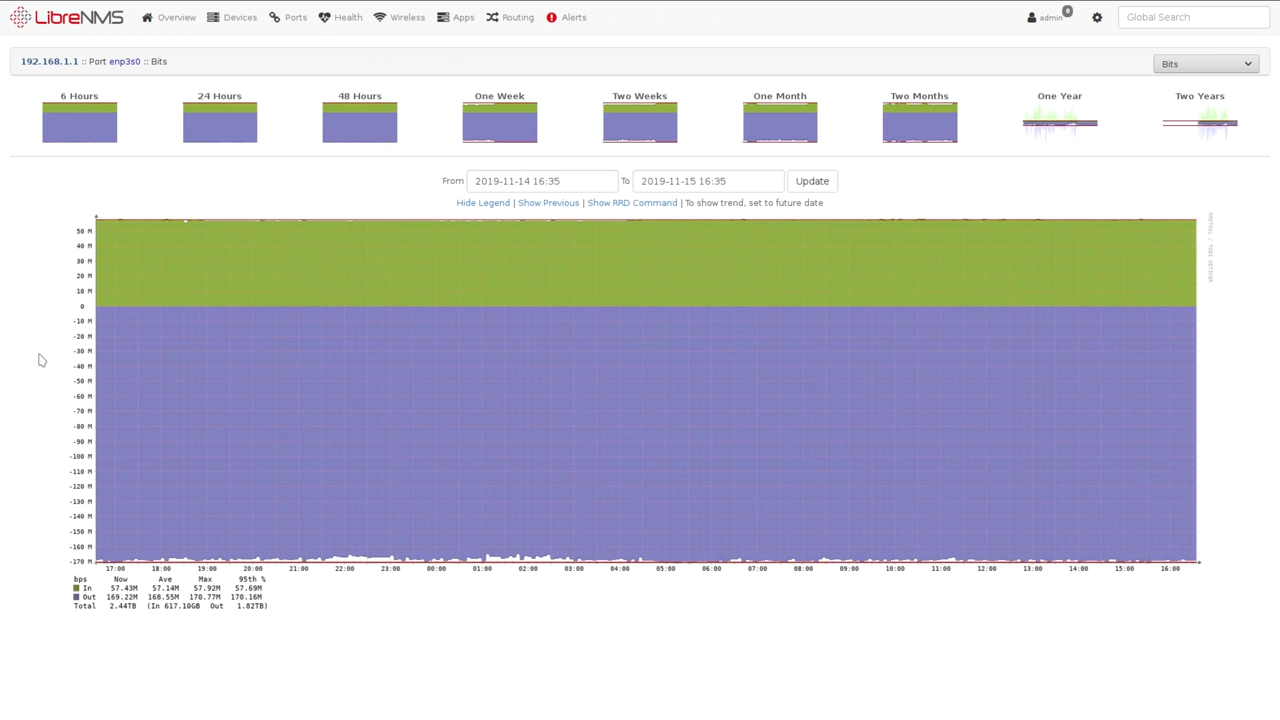 LibreNMS Overview Devices Ports Health Wireless Apps Routing Alerts admin 0 Global Search
192.168.1.1 :: Port enp3s0 :: Bits Bits
6 Hours 24 Hours 48 Hours One Week Two Weeks One Month Two Months One Year Two Years
From 2019-11-14 16:35 To 2019-11-15 16:35 Update
Hide Legend | Show Previous | Show RRD Command | To show trend, set to future date
RRDTOOL / TOBI OETIKER
50 M
40 M
30 M
20 M
10 M
0
-10 M
-20 M
-30 M
-40 M
-50 M
-60 M
-70 M
-80 M
-90 M
-100 M
-110 M
-120 M
-130 M
-140 M
-150 M
-160 M
-170 M
17:00 18:00 19:00 20:00 21:00 22:00 23:00 00:00 01:00 02:00 03:00 04:00 05:00 06:00 07:00 08:00 09:00 10:00 11:00 12:00 13:00 14:00 15:00 16:00
bps Now Ave Max 95th %
In 57.43M 57.14M 57.92M 57.69M
Out 169.22M 168.55M 170.77M 170.16M
Total 2.44TB (In 617.10GB Out 1.82TB)